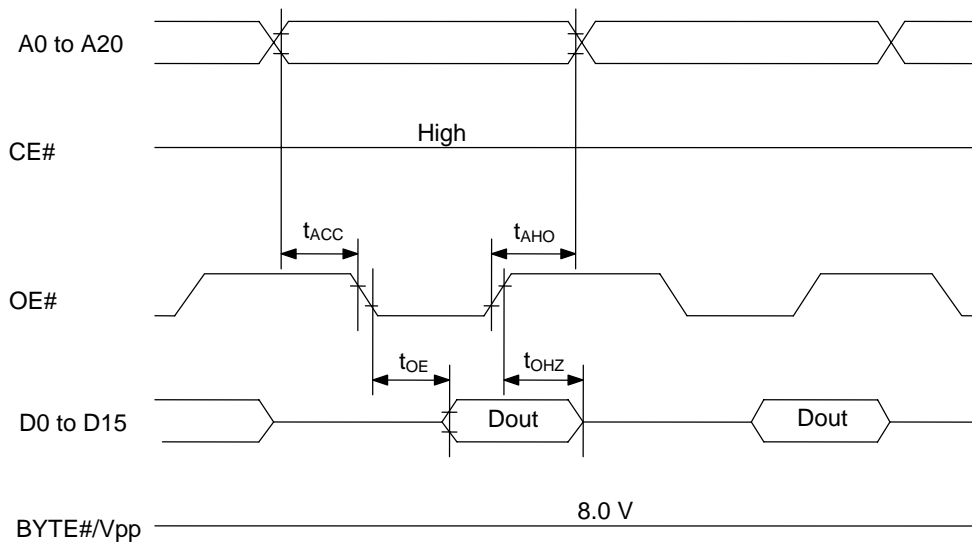 A0 to A20
High
CE#
tACC
tAHO
OE#
tOE
tOHZ
D0 to D15
Dout
Dout
8.0 V
BYTE#/Vpp